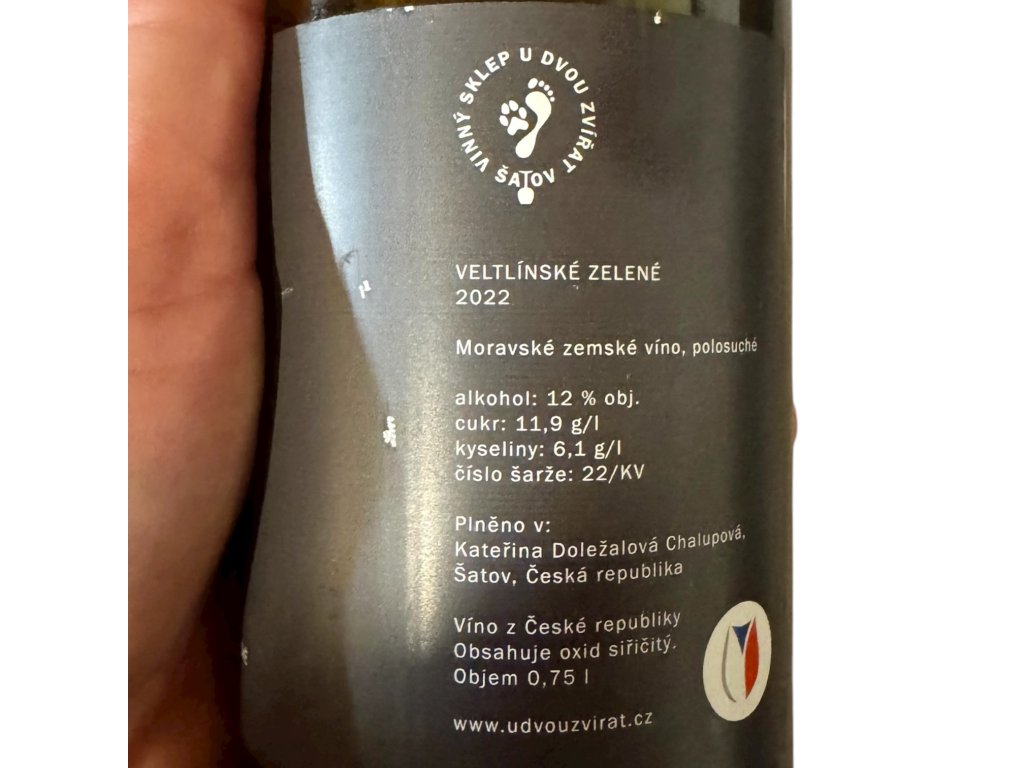 VINNÝ SKLEP U DVOU ZVÍŘAT
ŠATOV
VELTLÍNSKÉ ZELENÉ
2022
Moravské zemské víno, polosuché
alkohol: 12 % obj.
cukr: 11,9 g/l
kyseliny: 6,1 g/l
číslo šarže: 22/KV
Plněno v:
Kateřina Doležalová Chalupová,
Šatov, Česká republika
Víno z České republiky
Obsahuje oxid siřičitý.
Objem 0,75 l
www.udvouzvirat.cz